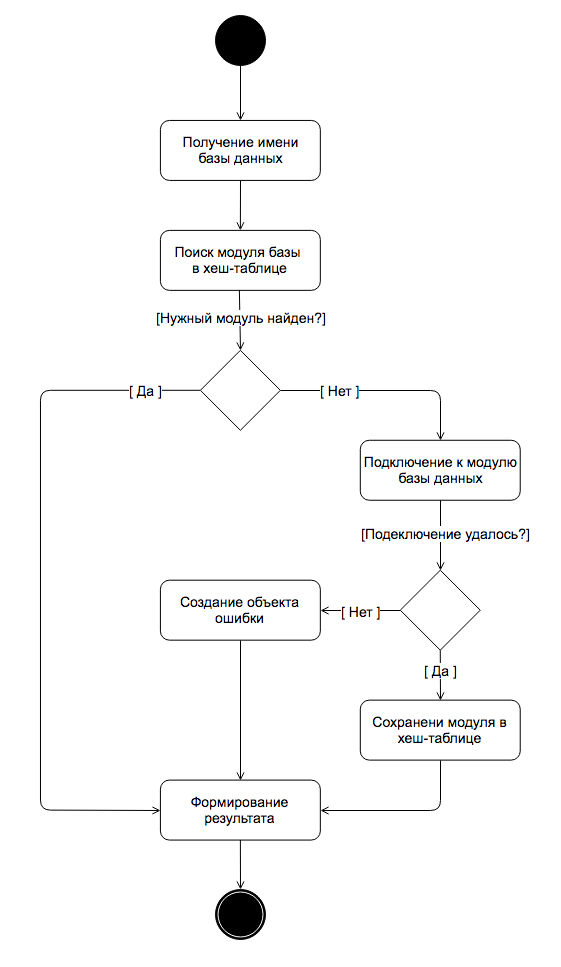 Получение имени
базы данных
Поиск модуля базы
в хеш-таблице
[Нужный модуль найден?]
[ Да ]
[ Нет ]
Подключение к модулю
базы данных
[Подеключение удалось?]
Создание объекта
ошибки
[ Нет ]
[ Да ]
Сохранени модуля в
хеш-таблице
Формирование
результата